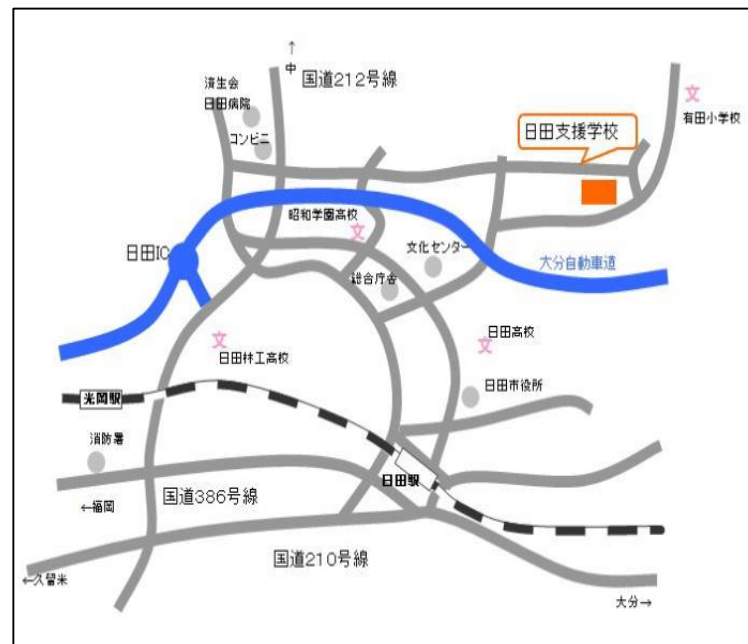 ↑
中
国道212号線
済生会
日田病院
コンビニ
文
有田小学校
日田支援学校
昭和学園高校
文
日田IC
文化センター
大分自動車道
総合庁舎
文
日田林工高校
文
日田高校
日田市役所
光岡駅
消防署
日田駅
国道386号線
←福岡
国道210号線
←久留米
大分→